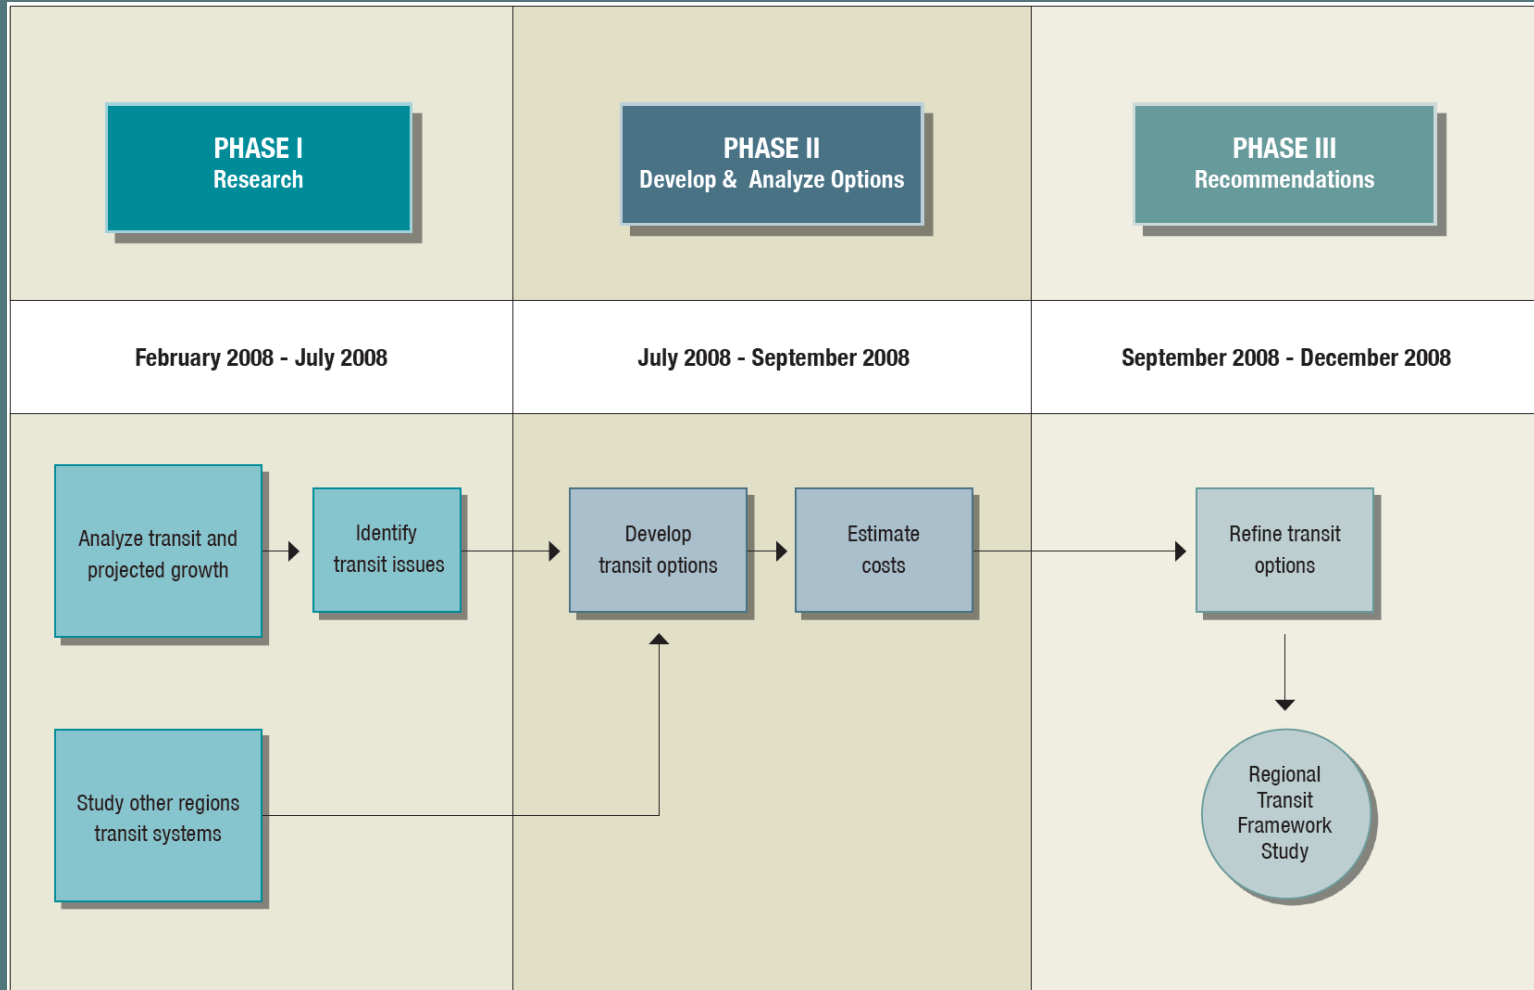 PHASE I
Research
PHASE II
Develop &  Analyze Options
PHASE III
Recommendations
February 2008 - July 2008
July 2008 - September 2008
September 2008 - December 2008
Analyze transit and
projected growth
Identify
transit issues
Develop
transit options
Estimate
costs
Refine transit
options
Study other regions
transit systems
Regional
Transit
Framework
Study